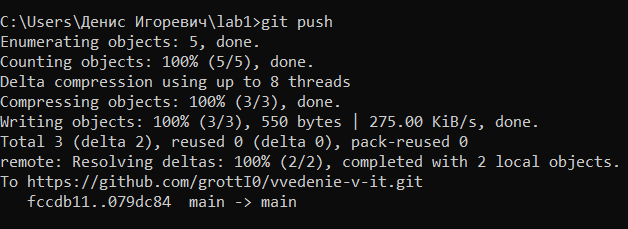 C:\Users\Денис Игоревич\lab1>git push
Enumerating objects: 5, done.
Counting objects: 100% (5/5), done.
Delta compression using up to 8 threads
Compressing objects: 100% (3/3), done.
Writing objects: 100% (3/3), 550 bytes | 275.00 KiB/s, done.
Total 3 (delta 2), reused 0 (delta 0), pack-reused 0
remote: Resolving deltas: 100% (2/2), completed with 2 local objects.
To https://github.com/grottI0/vvedenie-v-it.git
   fccdb11..079dc84  main -> main